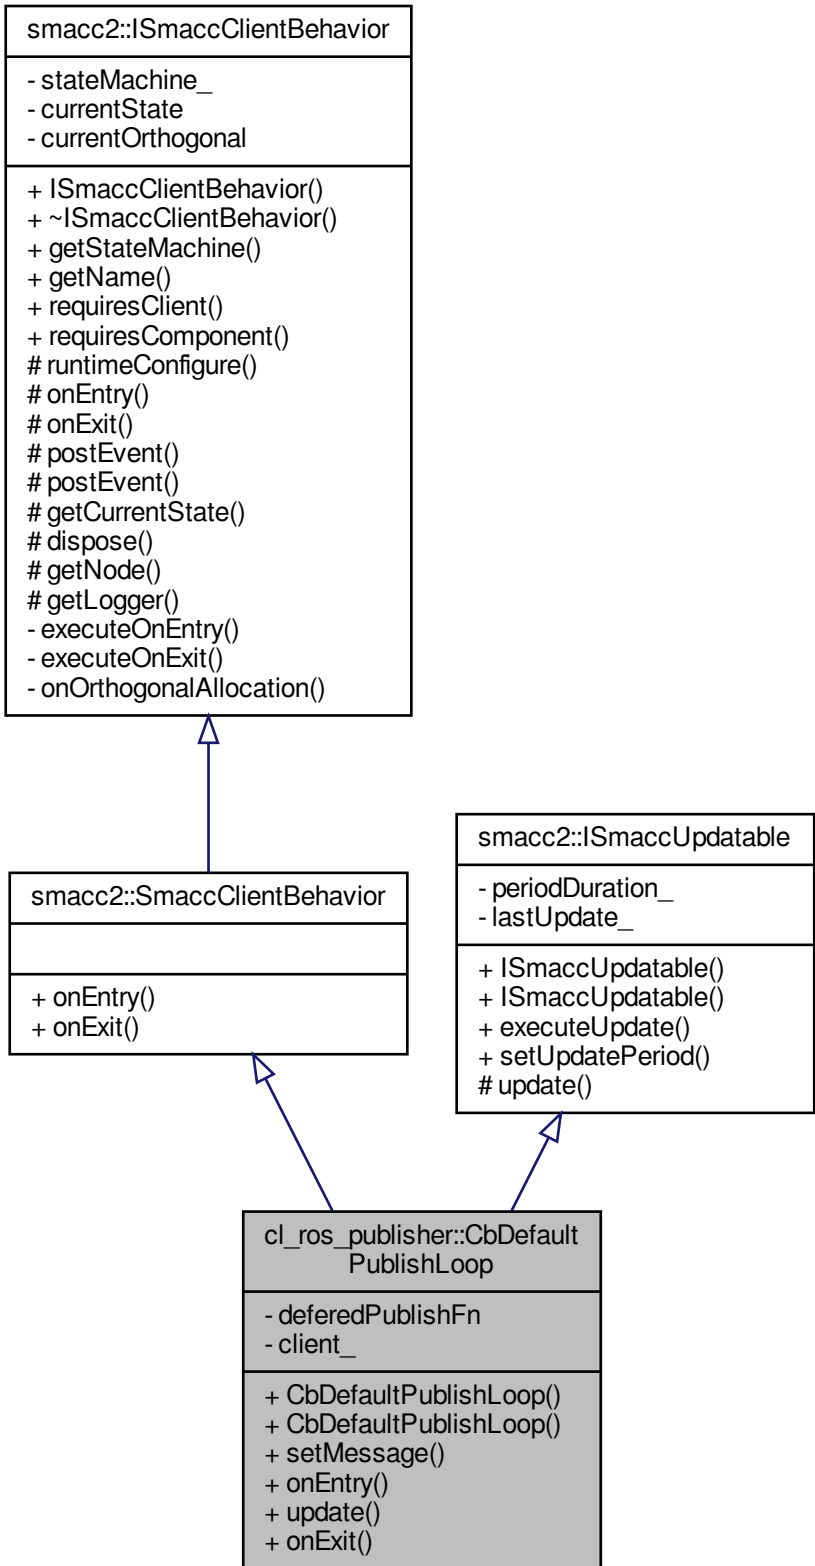 smacc2::ISmaccClientBehavior
- stateMachine_
- currentState
- currentOrthogonal
+ ISmaccClientBehavior()
+ ~ISmaccClientBehavior()
+ getStateMachine()
+ getName()
+ requiresClient()
+ requiresComponent()
# runtimeConfigure()
# onEntry()
# onExit()
# postEvent()
# postEvent()
# getCurrentState()
# dispose()
# getNode()
# getLogger()
- executeOnEntry()
- executeOnExit()
- onOrthogonalAllocation()
smacc2::SmaccClientBehavior
+ onEntry()
+ onExit()
smacc2::ISmaccUpdatable
- periodDuration_
- lastUpdate_
+ ISmaccUpdatable()
+ ISmaccUpdatable()
+ executeUpdate()
+ setUpdatePeriod()
# update()
cl_ros_publisher::CbDefault
PublishLoop
- deferedPublishFn
- client_
+ CbDefaultPublishLoop()
+ CbDefaultPublishLoop()
+ setMessage()
+ onEntry()
+ update()
+ onExit()